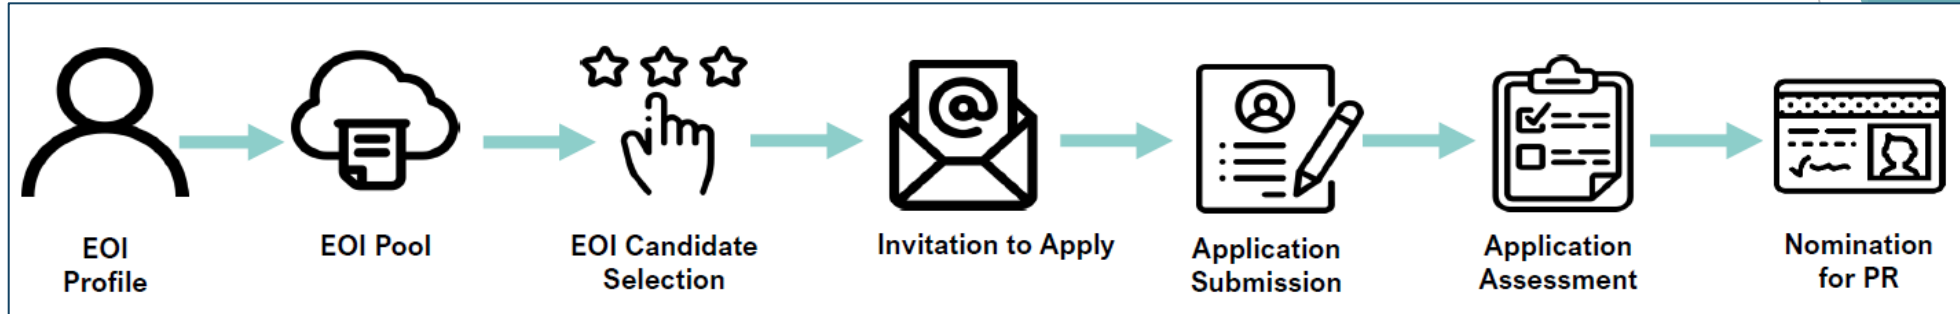 EOI
Profile
EOI Pool
EOI Candidate
Selection
Invitation to Apply
Application
Submission
Application
Assessment
Nomination
for PR